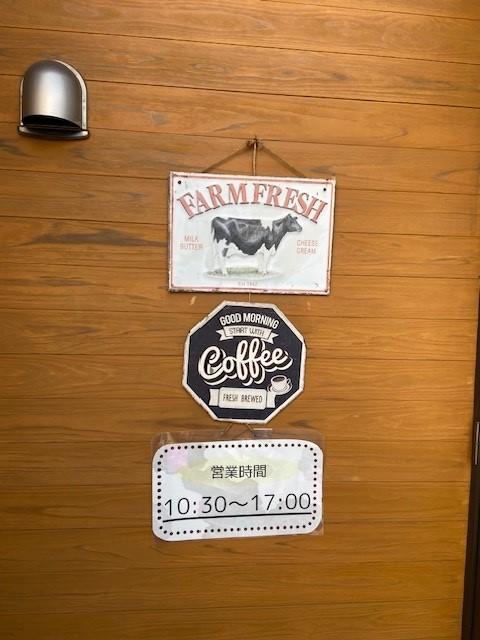 FARM FRESH
MILK
BUTTER
CHEESE
CREAM
GOOD MORNING
START WITH
Coffee
FRESH BREWED
営業時間
10:30～17:00